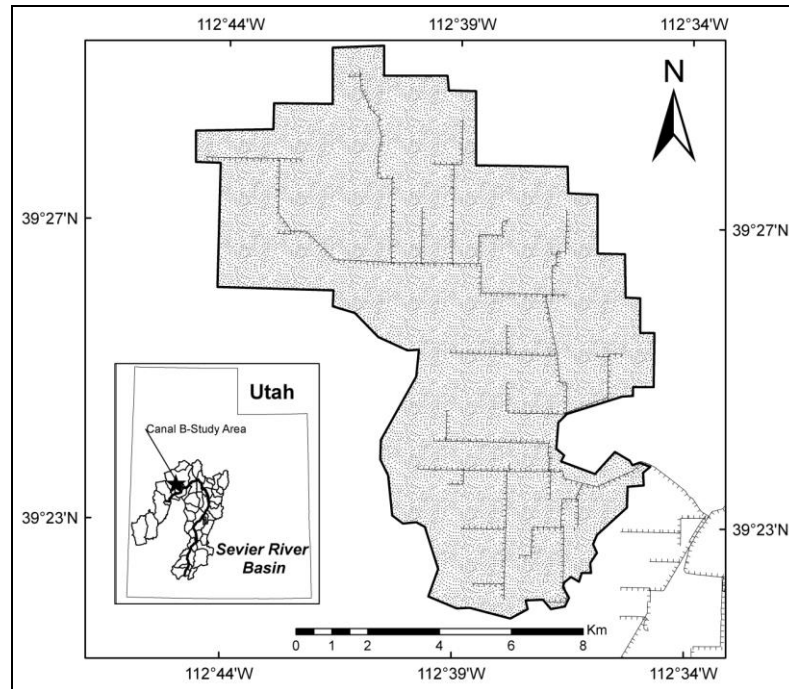 112°44'W 112°39'W 112°34'W
N
39°27'N 39°27'N
Utah
Canal B-Study Area
39°23'N 39°23'N
Sevier River
Basin
Km
0 1 2 4 6 8
112°44'W 112°39'W 112°34'W